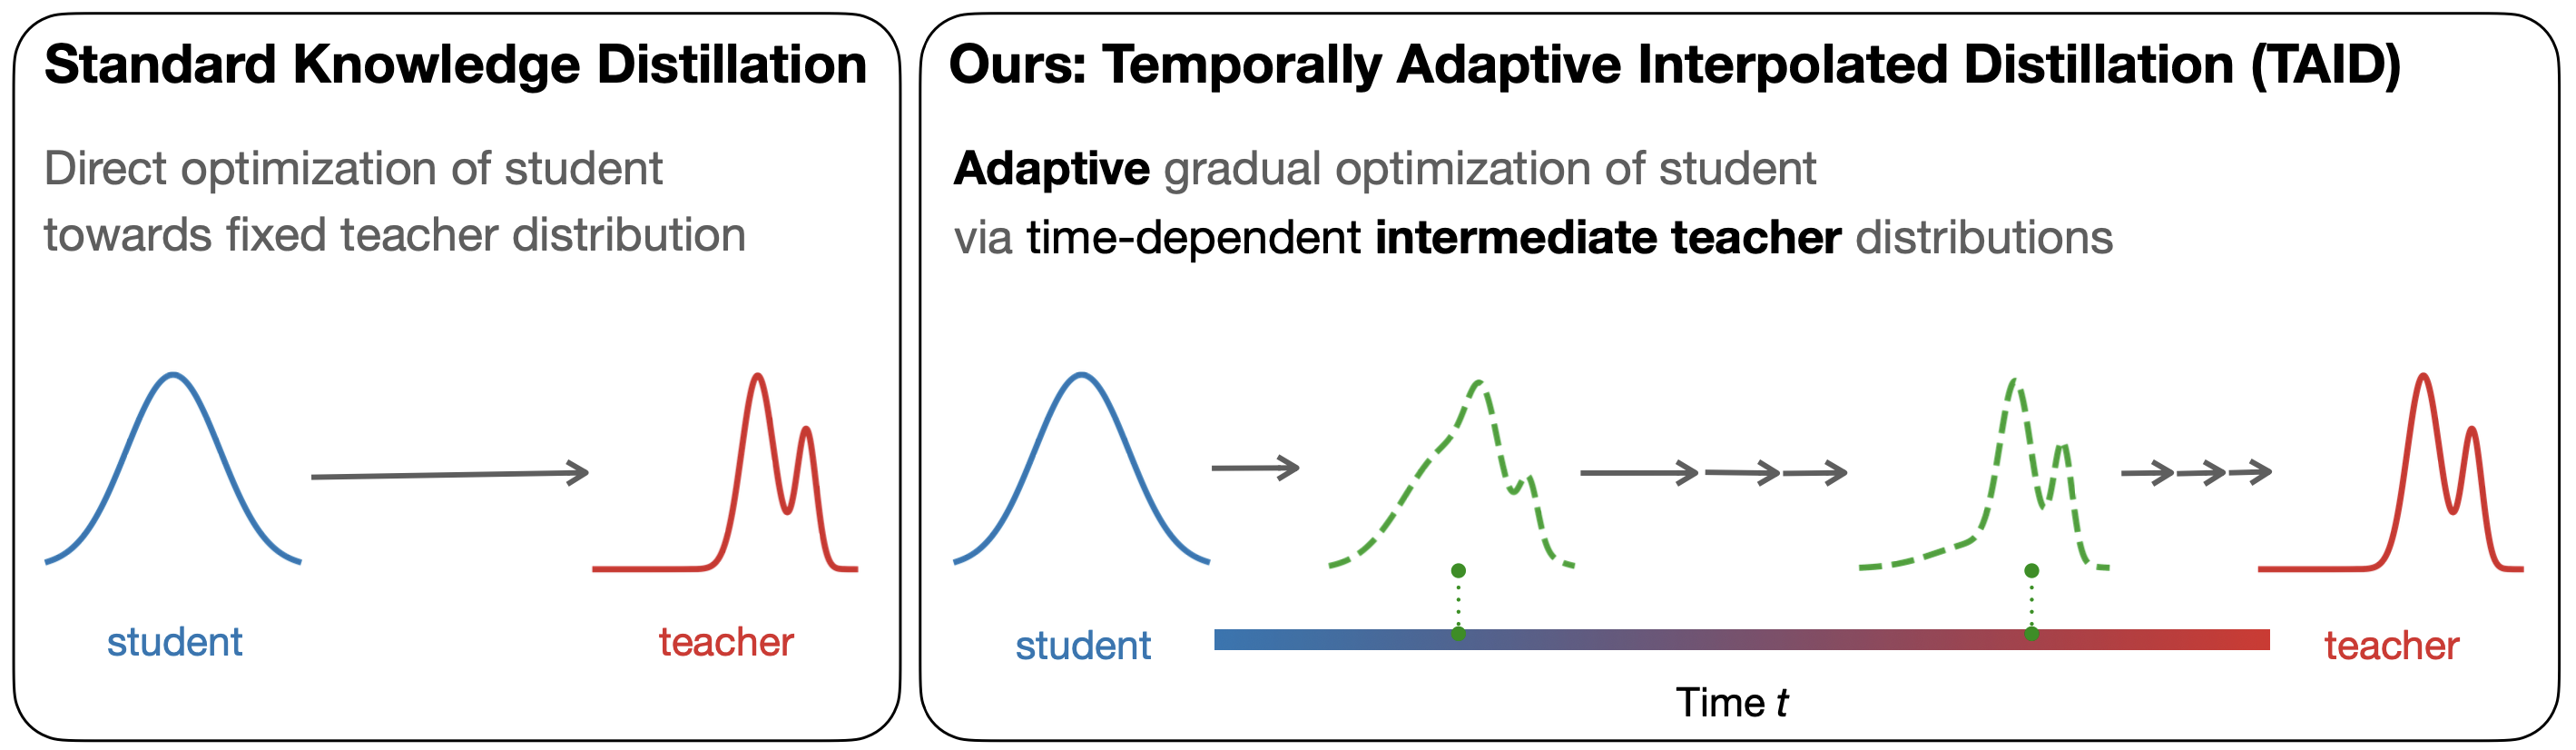 Standard Knowledge Distillation
Direct optimization of student
towards fixed teacher distribution
student
teacher
Ours: Temporally Adaptive Interpolated Distillation (TAID)
Adaptive gradual optimization of student
via time-dependent intermediate teacher distributions
student
teacher
Time t